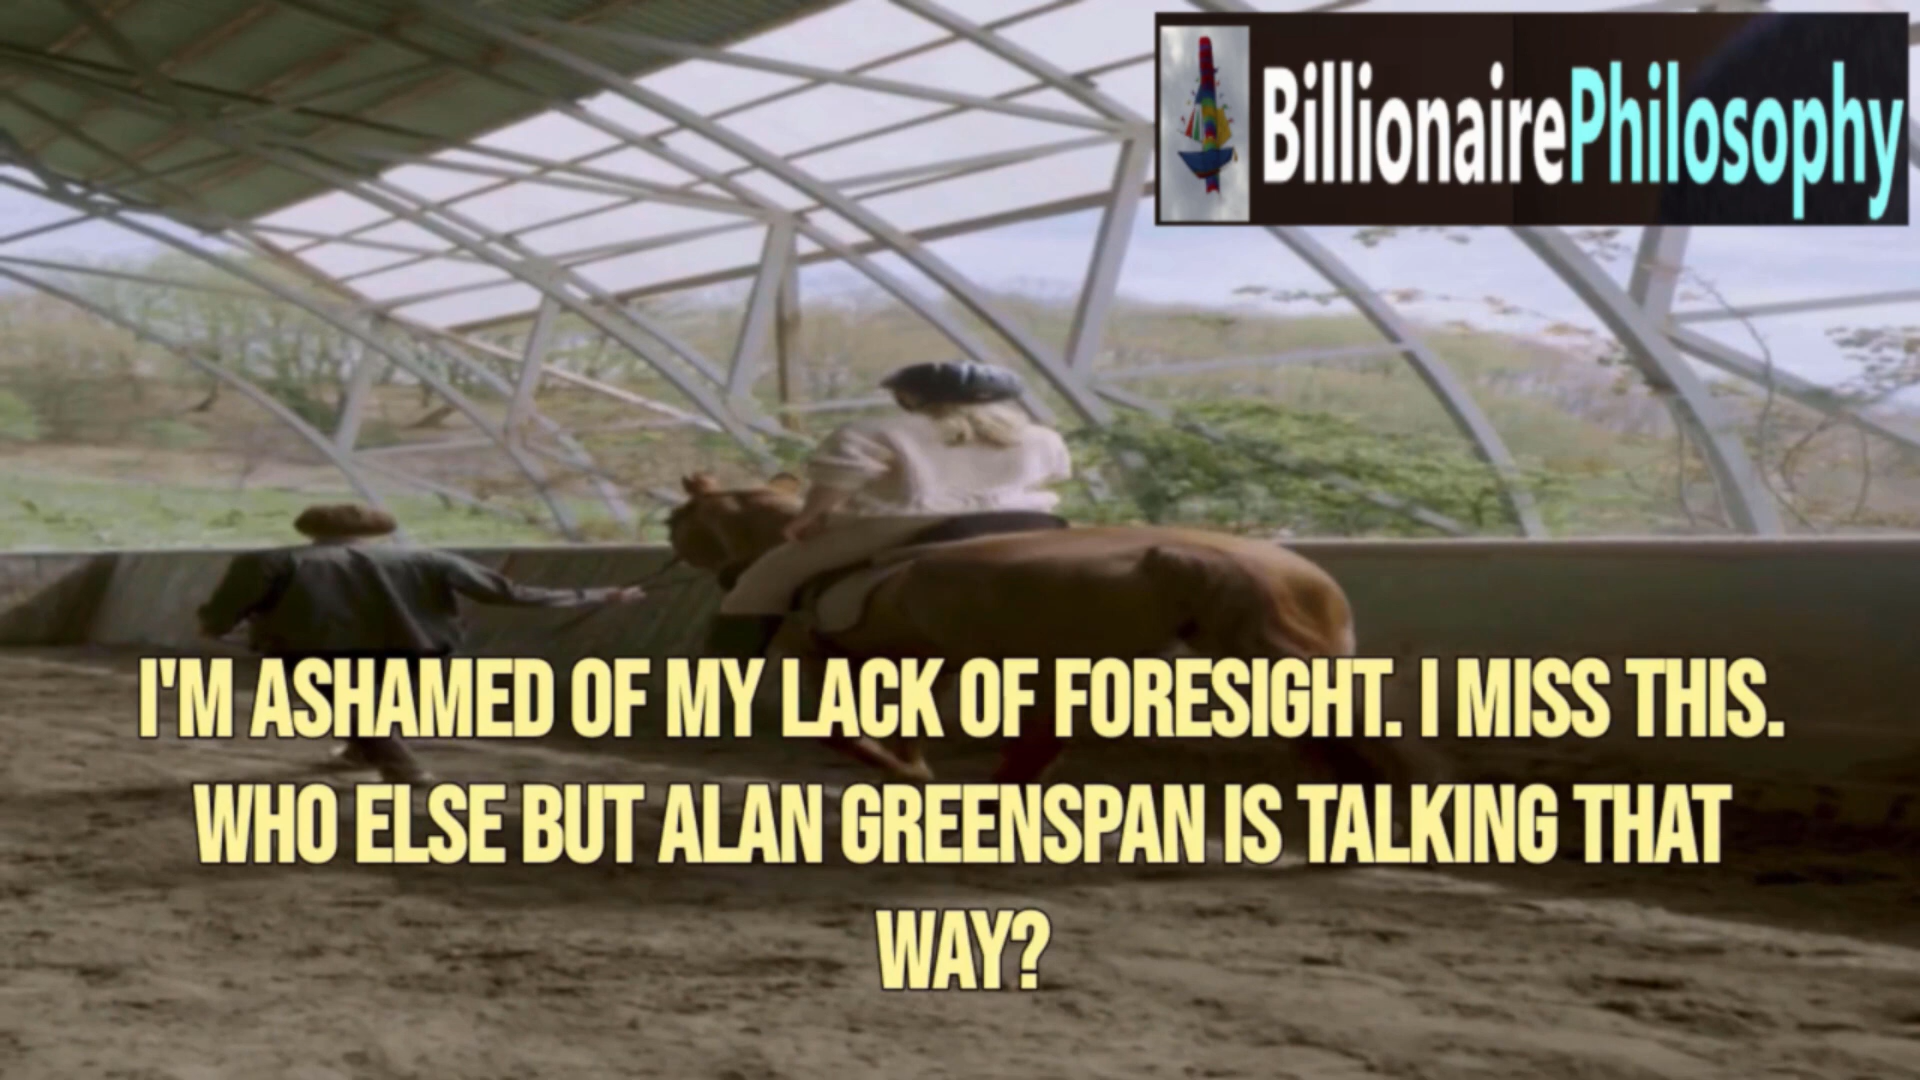 BillionairePhilosophy
I'M ASHAMED OF MY LACK OF FORESIGHT. I MISS THIS.
WHO ELSE BUT ALAN GREENSPAN IS TALKING THAT
WAY?